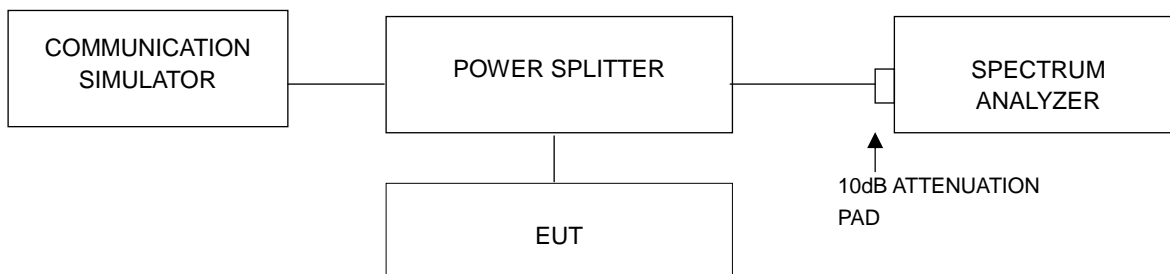 COMMUNICATION
SIMULATOR
POWER SPLITTER
SPECTRUM
ANALYZER
10dB ATTENUATION
PAD
EUT